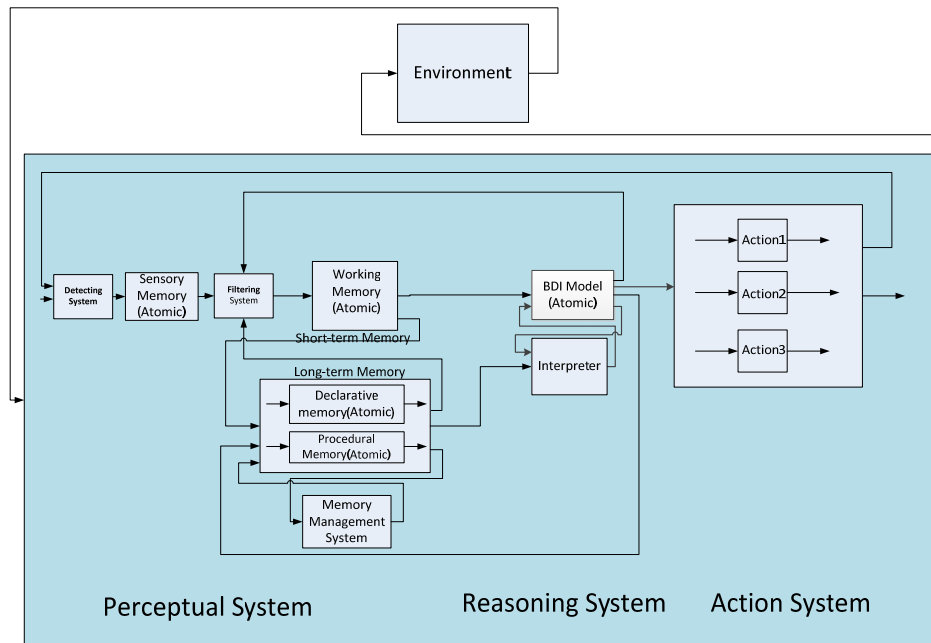 Environment
Detecting
System
Sensory
Memory
(Atomic)
Filtering
System
Working
Memory
(Atomic)
Short-term Memory
BDI Model
(Atomic)
Interpreter
Action1
Action2
Action3
Long-term Memory
Declarative
memory(Atomic)
Procedural
Memory(Atomic)
Memory
Management
System
Perceptual System
Reasoning System
Action System